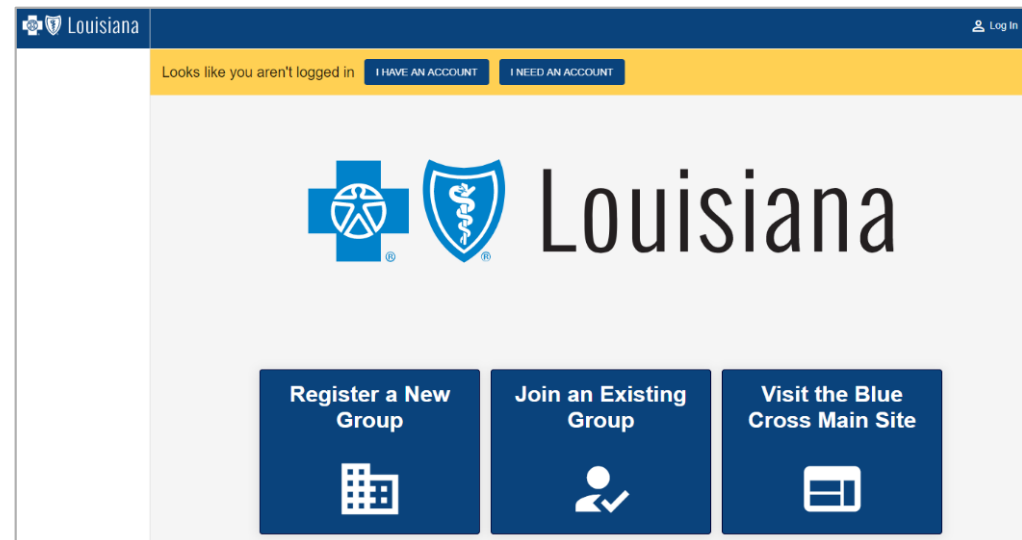 Louisiana
Log In
Looks like you aren't logged in
I HAVE AN ACCOUNT
I NEED AN ACCOUNT
® ® Louisiana
Register a New
Group
Join an Existing
Group
Visit the Blue
Cross Main Site